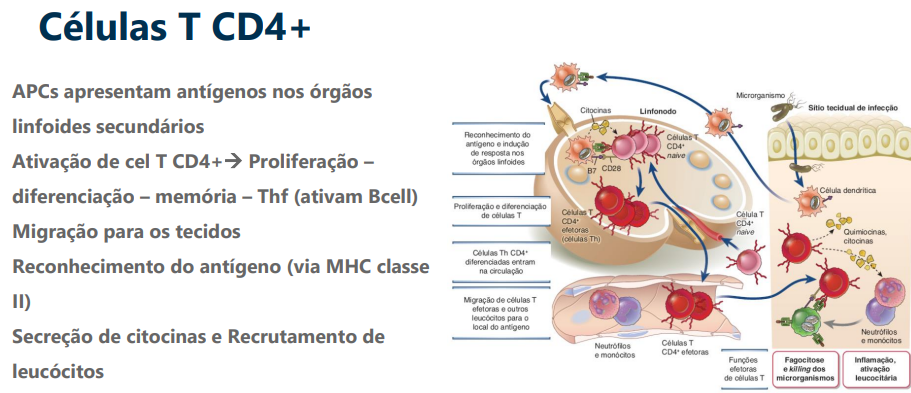 Células T CD4+
APCs apresentam antígenos nos órgãos
linfoides secundários
Ativação de cel T CD4+→ Proliferação –
diferenciação – memória – Thf (ativam Bcell)
Migração para os tecidos
Reconhecimento do antígeno (via MHC classe
II)
Secreção de citocinas e Recrutamento de
leucócitos
Reconhecimento do
antígeno e indução
de resposta nos
órgãos linfoides
Proliferação e diferenciação
de células T
Células Th CD4+
diferenciadas entram
na circulação
Migração de células T
efetoras e outros
leucócitos para o
local do antígeno
Citocinas
Linfonodo
Células T
CD4+
naive
B7
CD28
Células T
CD4+
efetoras
(células Th)
Célula T
CD4+
naive
Neutrófilos
e monócitos
Células T
CD4+ efetoras
Microrganismo
Sítio tecidual de infecção
Célula dendrítica
Quimiocinas,
citocinas
Neutrófilos
e monócitos
Funções
efetoras
de células T
Fagocitose
e killing dos
microrganismos
Inflamação,
ativação
leucocitária